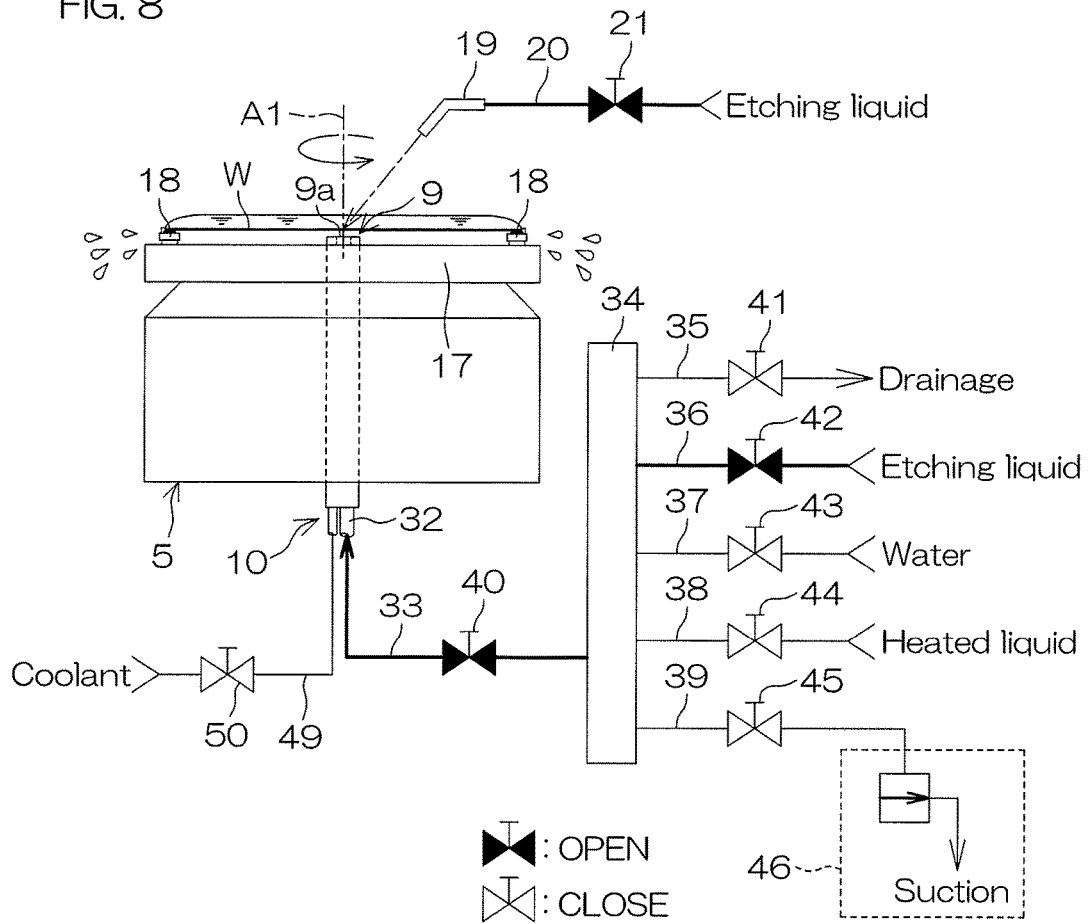 FIG. 8
19
20
21
Etching liquid
A1
W
18
9a
9
18
17
34
35
41
Drainage
36
42
Etching liquid
5
10
32
37
43
Water
33
40
38
44
Heated liquid
Coolant
50
49
39
45
46
Suction
: OPEN
: CLOSE